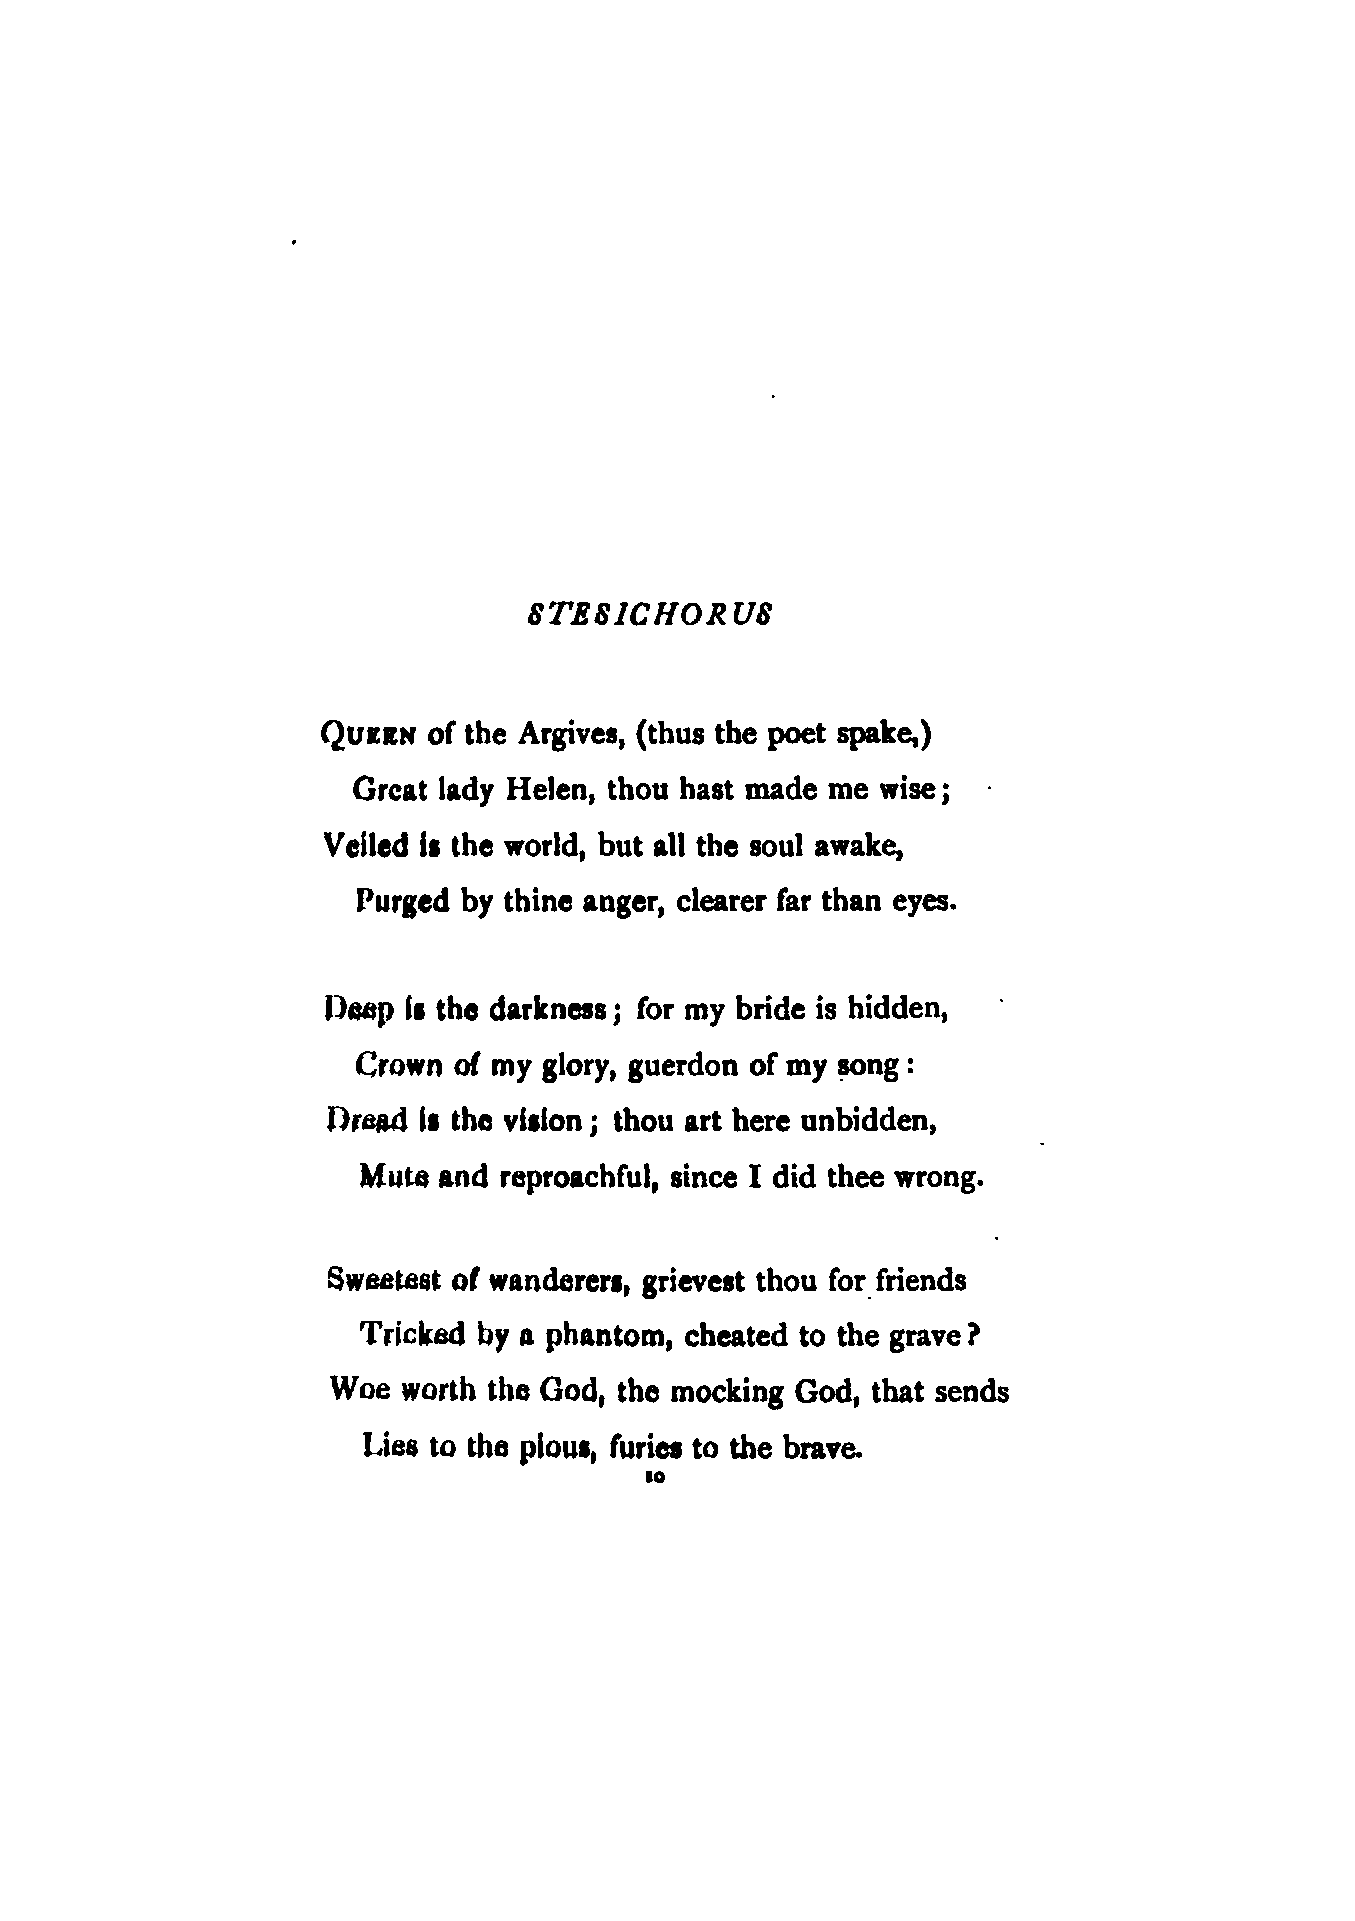 STESICHORUS
QUEEN of the Argives, (thus the poet spake,)
Great lady Helen, thou hast made me wise;
Veiled is the world, but all the soul awake,
Purged by thine anger, clearer far than eyes.
Deep is the darkness; for my bride is hidden,
Crown of my glory, guerdon of my song:
Dread is the vision; thou art here unbidden,
Mute and reproachful, since I did thee wrong.
Sweetest of wanderers, grievest thou for friends
Tricked by a phantom, cheated to the grave?
Woe worth the God, the mocking God, that sends
Lies to the pious, furies to the brave.
10